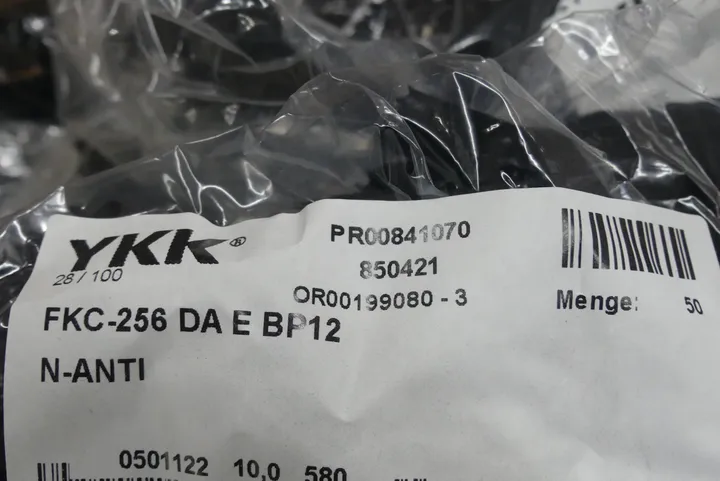 YKK®
28 / 100
PR00841070
850421
OR00199080 - 3
Menge: 50
FKC-256 DA E BP12
N-ANTI
0501122 10,0 580